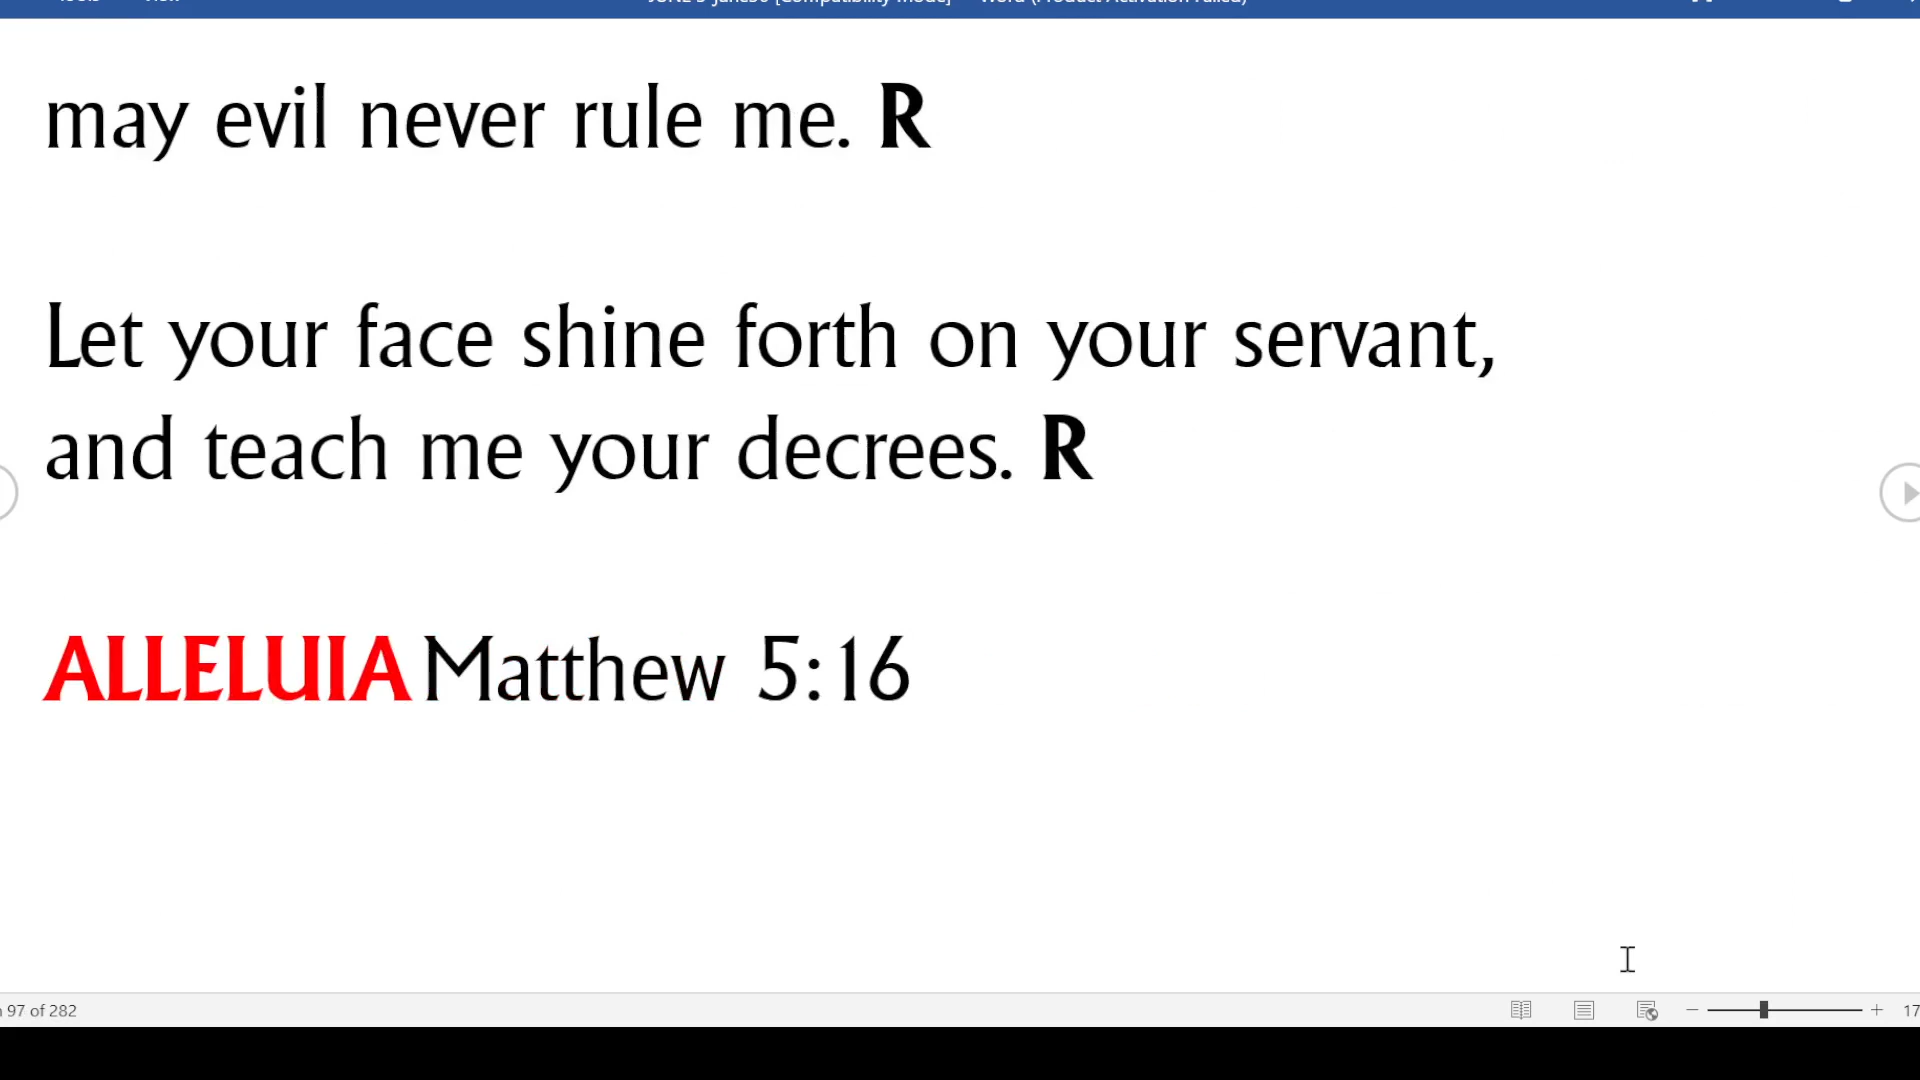 may evil never rule me. R
Let your face shine forth on your servant,
and teach me your decrees. R
ALLELUIA Matthew 5:16
97 of 282
17